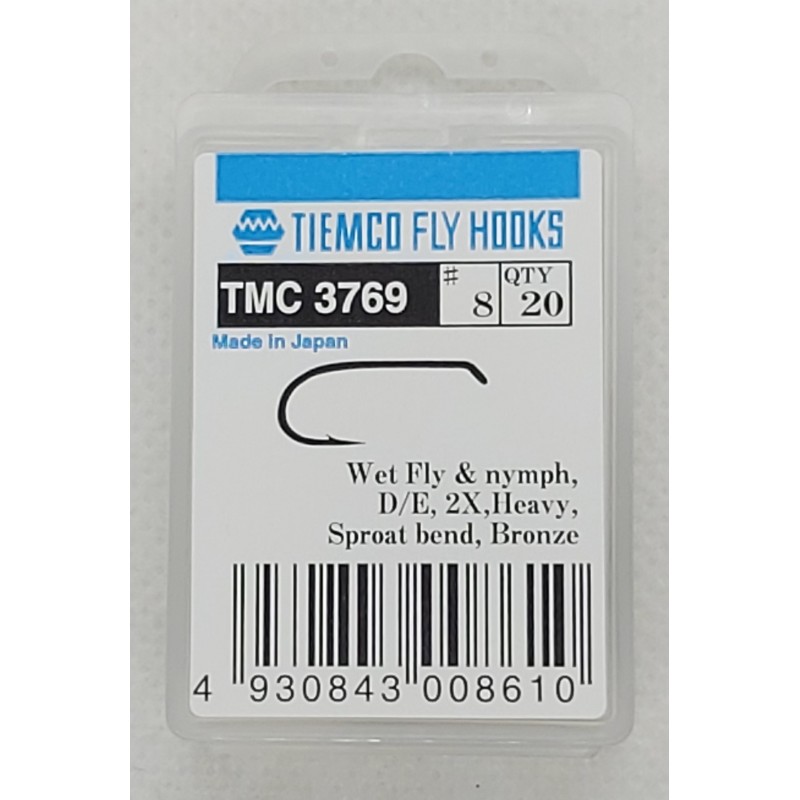 TIEMCO FLY HOOKS
TMC 3769 # 8 QTY 20
Made in Japan
Wet Fly & nymph,
D/E, 2X,Heavy,
Sproat bend, Bronze
4 930843 008610